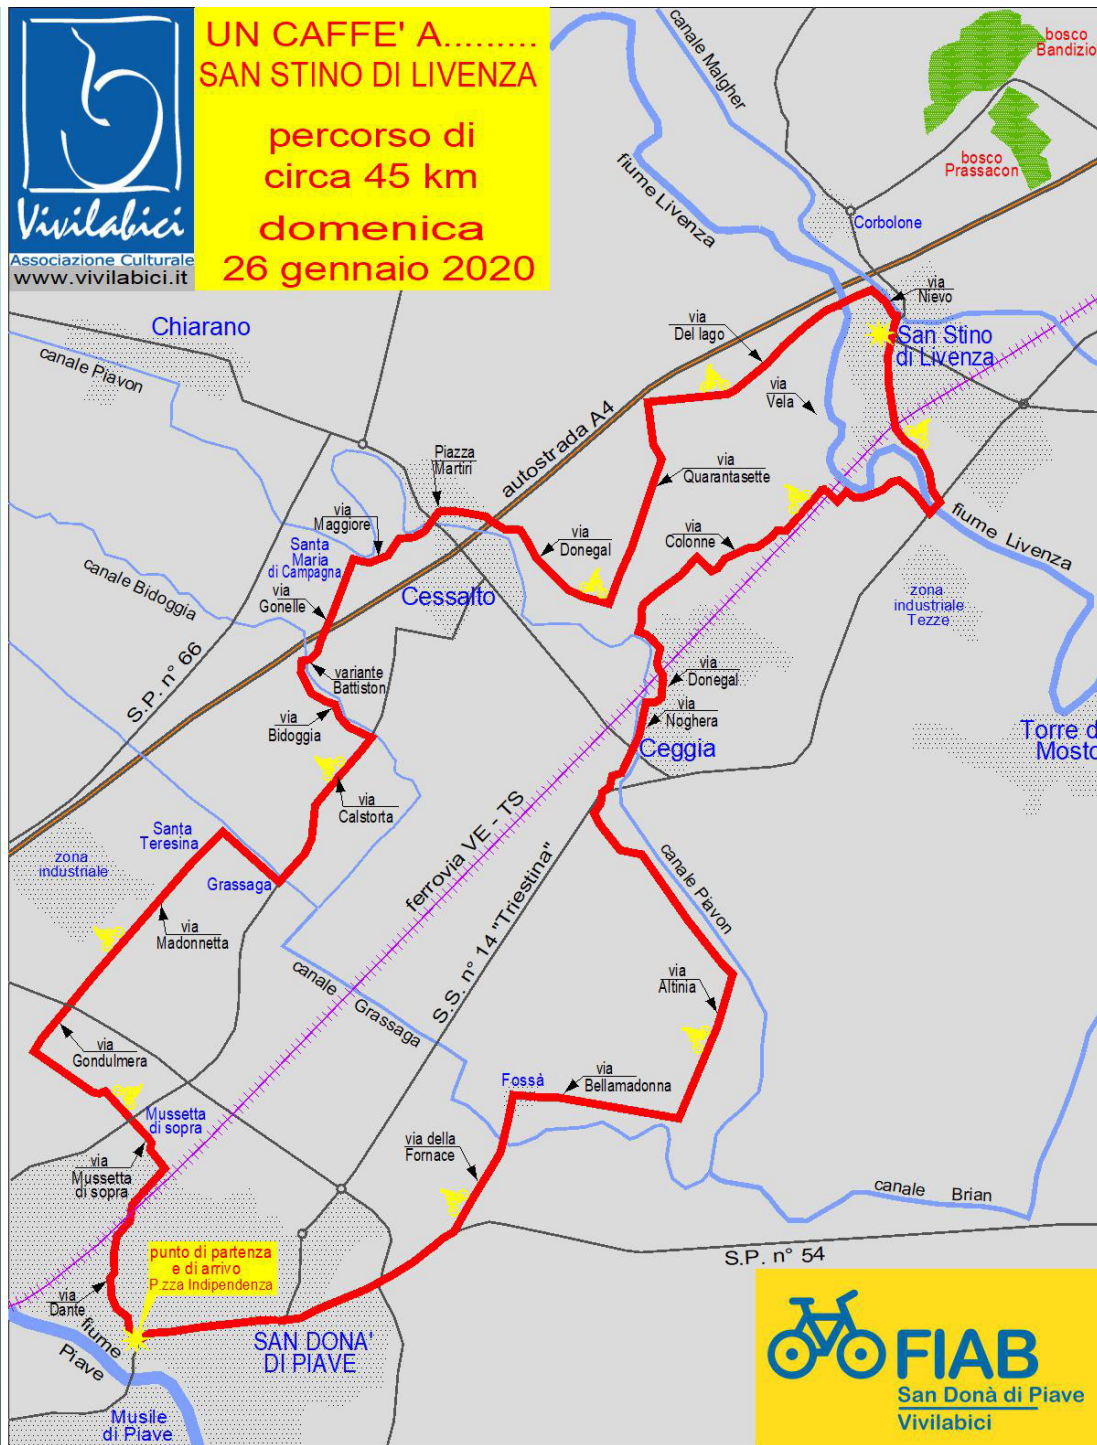 UN CAFFE' A.........
SAN STINO DI LIVENZA
percorso di
circa 45 km
domenica
26 gennaio 2020
Vivilabici
Associazione Culturale
www.vivilabici.it
canale Malgher
bosco
Bandizio
bosco
Prassacon
fiume Livenza
Corbolone
via
Nievo
San Stino
di Livenza
via
Del lago
via
Vela
Chiarano
canale Piavon
autostrada A4
Piazza
Martiri
via
Maggiore
via
Quarantasette
via
Colonne
via
Donegal
fiume Livenza
Santa
Maria
di Campagna
via
Gonelle
canale Bidoggia
Cessalto
zona
industriale
Tezze
S.P. n° 66
variante
Battiston
via
Bidoggia
via
Donegal
via
Noghera
Ceggia
Torre d
Mosto
via
Calstorta
Santa
Teresina
zona
industriale
Grassaga
ferrovia VE - TS
S.S. n° 14 "Triestina"
canale Piavon
via
Madonnetta
canale Grassaga
via
Altinia
via
Gondulmera
Fossà
via
Bellamadonna
Mussetta
di sopra
via
Mussetta
di sopra
via della
Fornace
canale Brian
S.P. n° 54
punto di partenza
e di arrivo
P.zza Indipendenza
via
Dante
fiume
Piave
SAN DONA'
DI PIAVE
Musile
di Piave
FIAB
San Donà di Piave
Vivilabici